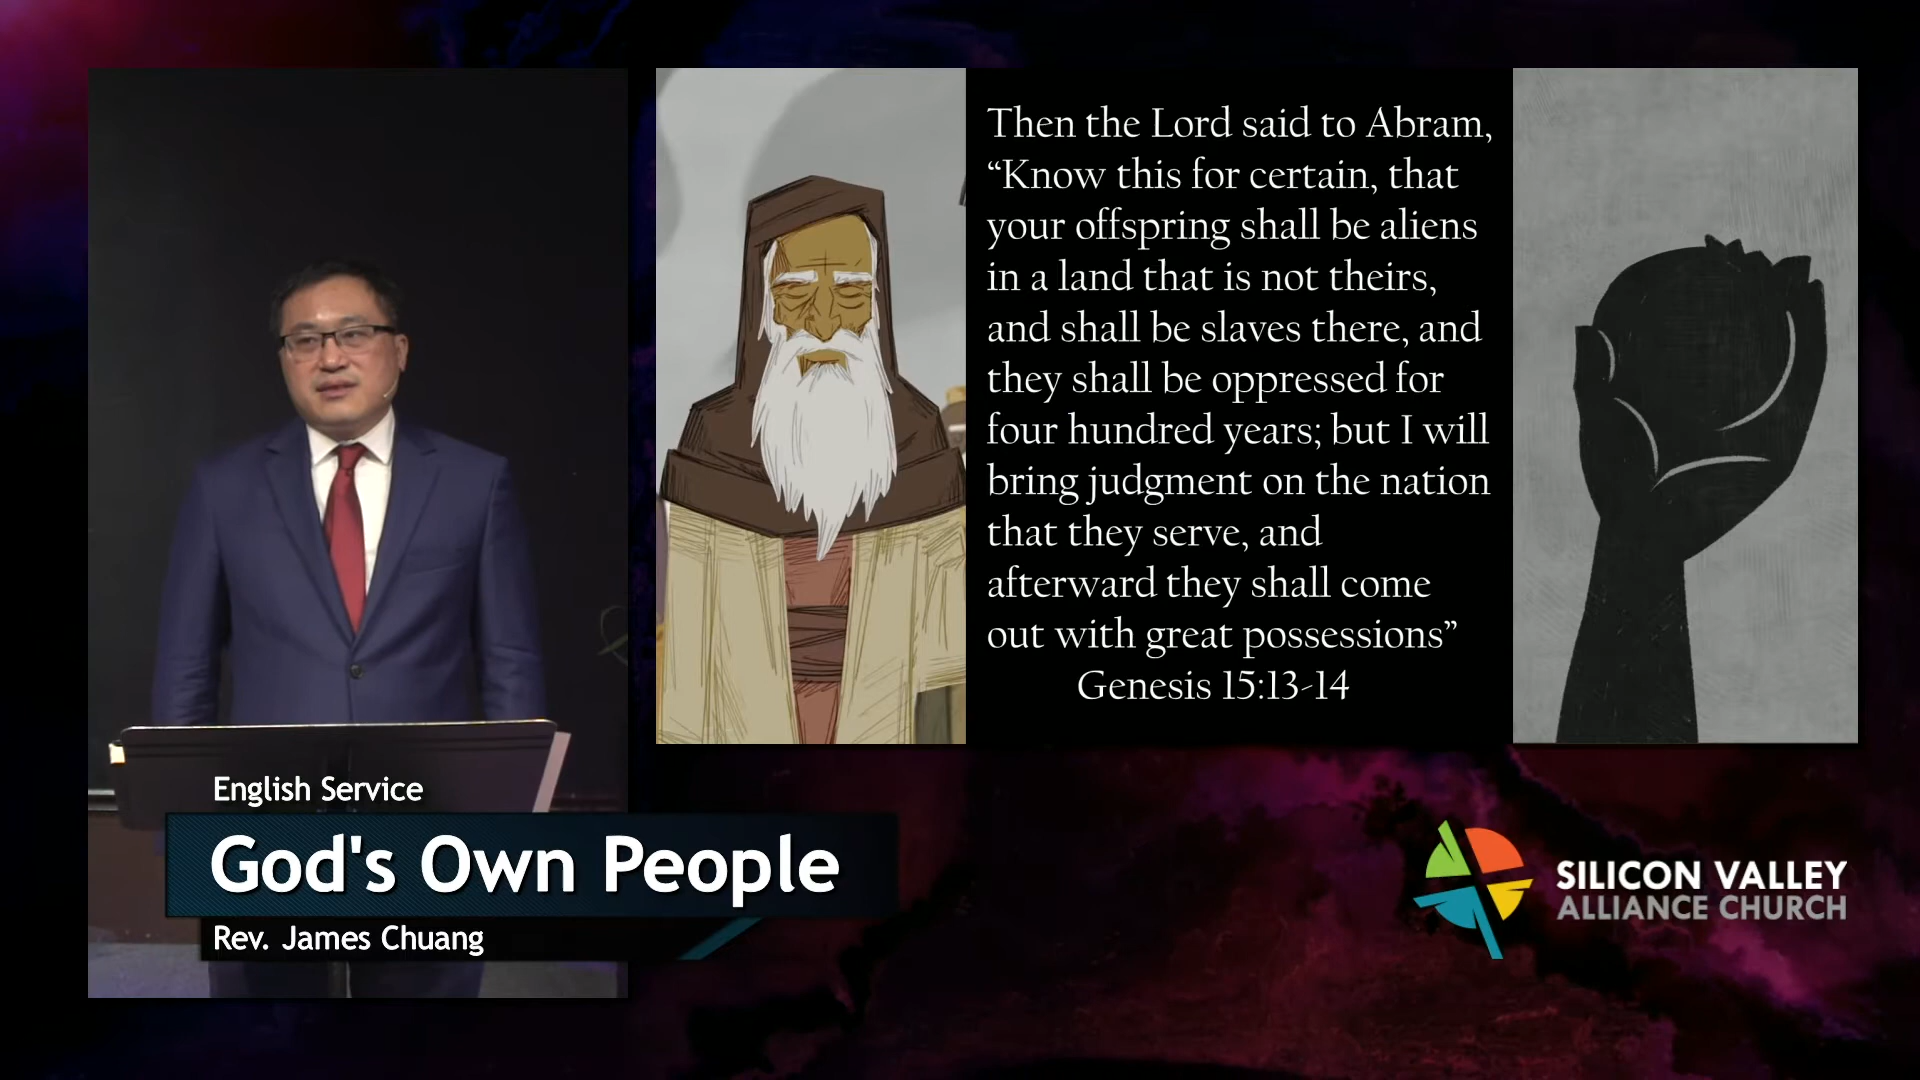 Then the Lord said to Abram,
“Know this for certain, that
your offspring shall be aliens
in a land that is not theirs,
and shall be slaves there, and
they shall be oppressed for
four hundred years; but I will
bring judgment on the nation
that they serve, and
afterward they shall come
out with great possessions”
Genesis 15:13-14
English Service
God's Own People
Rev. James Chuang
SILICON VALLEY
ALLIANCE CHURCH